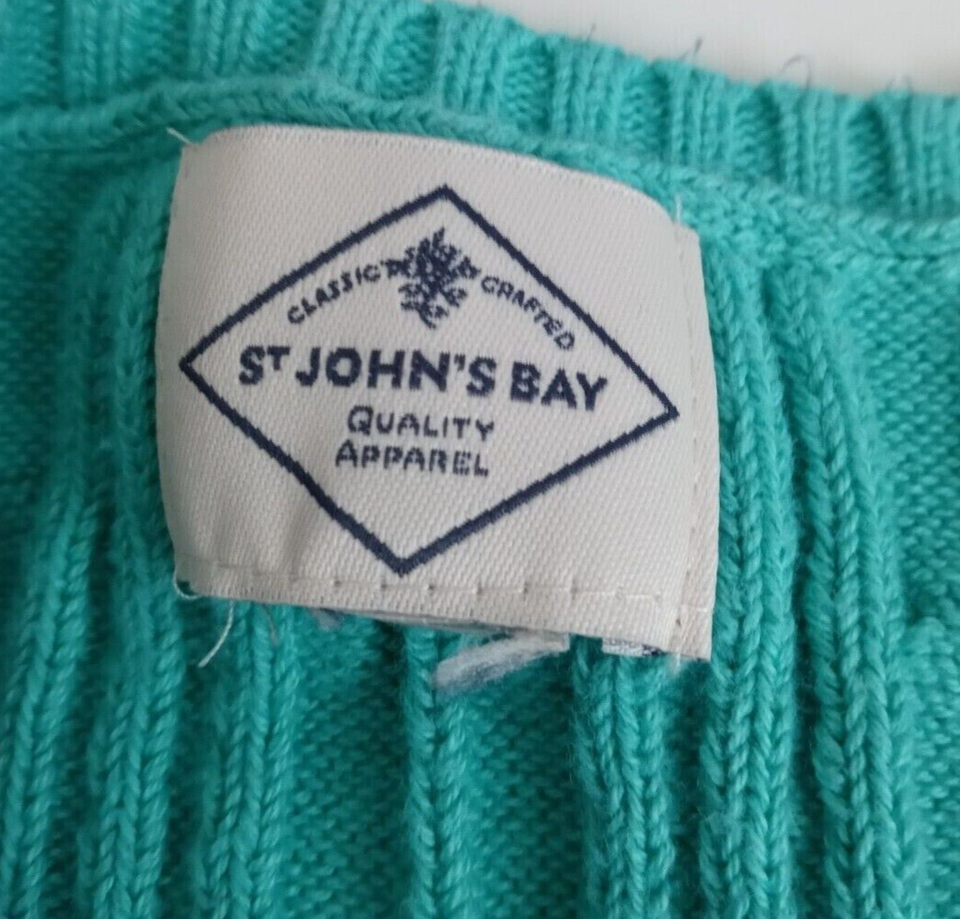 CLASSIC CRAFTED
ST JOHN'S BAY
QUALITY
APPAREL